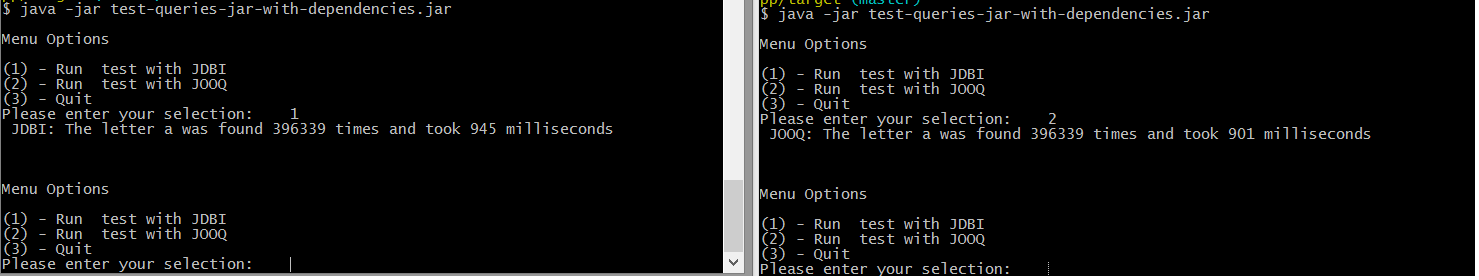 $ java -jar test-queries-jar-with-dependencies.jar
Menu Options
(1) - Run  test with JDBI
(2) - Run  test with JOOQ
(3) - Quit
Please enter your selection:    1
 JDBI: The letter a was found 396339 times and took 945 milliseconds
Menu Options
(1) - Run  test with JDBI
(2) - Run  test with JOOQ
(3) - Quit
Please enter your selection:
pp/target (master)
$ java -jar test-queries-jar-with-dependencies.jar
Menu Options
(1) - Run  test with JDBI
(2) - Run  test with JOOQ
(3) - Quit
Please enter your selection:    2
 JOOQ: The letter a was found 396339 times and took 901 milliseconds
Menu Options
(1) - Run  test with JDBI
(2) - Run  test with JOOQ
(3) - Quit
Please enter your selection: